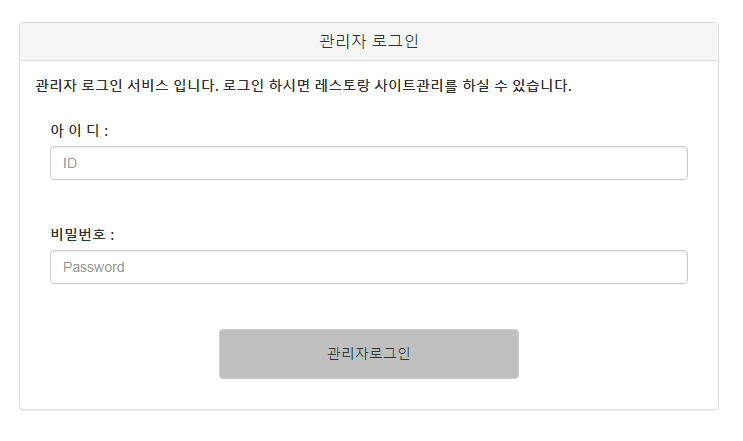 관리자 로그인
관리자 로그인 서비스 입니다. 로그인 하시면 레스토랑 사이트관리를 하실 수 있습니다.
아 이 디 :
ID
비밀번호 :
Password
관리자로그인